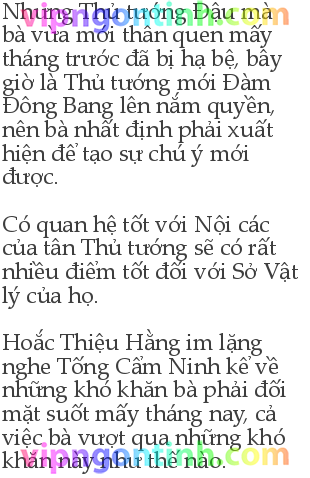 Nhưng Thủ tướng Đậu mà
bà vừa mới thân quen mấy
tháng trước đã bị hạ bệ, bây
giờ là Thủ tướng mới Đàm
Đông Bang lên nắm quyền,
nên bà nhất định phải xuất
hiện để tạo sự chú ý mới
được.
Có quan hệ tốt với Nội các
của tân Thủ tướng sẽ có rất
nhiều điểm tốt đối với Sở Vật
lý của họ.
Hoắc Thiệu Hằng im lặng
nghe Tống Cẩm Ninh kể về
những khó khăn bà phải đối
mặt suốt mấy tháng nay, cả
việc bà vượt qua những khó
khăn này như thế nào.
vipngontinh.com
vipngontinh.com